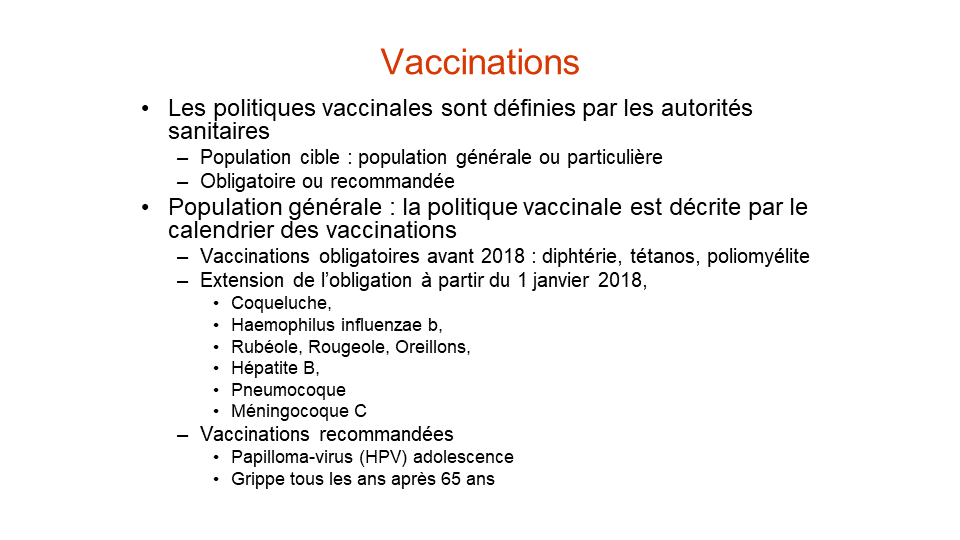 Vaccinations
• Les politiques vaccinales sont définies par les autorités
sanitaires
– Population cible : population générale ou particulière
– Obligatoire ou recommandée
• Population générale : la politique vaccinale est décrite par le
calendrier des vaccinations
– Vaccinations obligatoires avant 2018 : diphtérie, tétanos, poliomyélite
– Extension de l’obligation à partir du 1 janvier 2018,
• Coqueluche,
• Haemophilus influenzae b,
• Rubéole, Rougeole, Oreillons,
• Hépatite B,
• Pneumocoque
• Méningocoque C
– Vaccinations recommandées
• Papilloma-virus (HPV) adolescence
• Grippe tous les ans après 65 ans